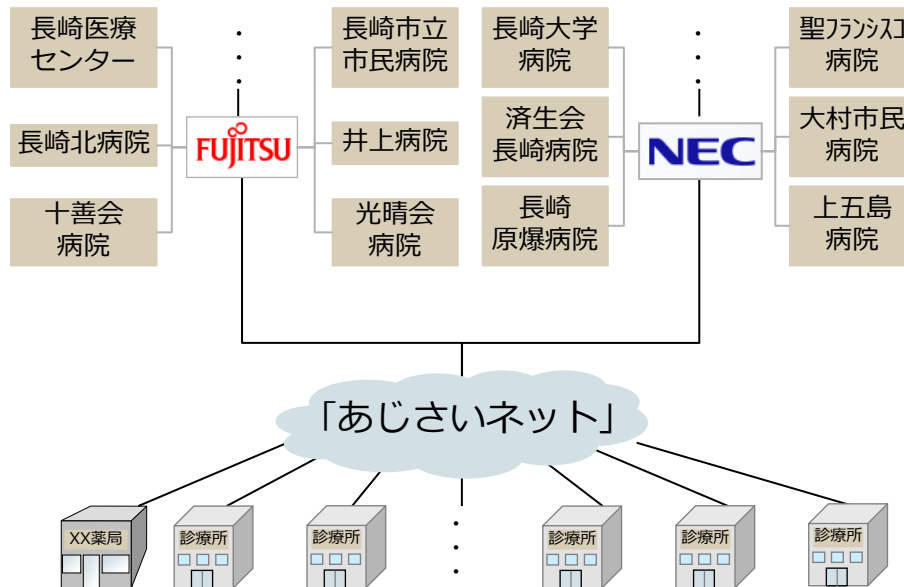 長崎医療
センター
長崎北病院
十善会
病院
FUJITSU
長崎市立
市民病院
井上病院
光晴会
病院
長崎大学
病院
済生会
長崎病院
長崎
原爆病院
NEC
聖フランシスコ
病院
大村市民
病院
上五島
病院
「あじさいネット」
XX薬局
診療所
診療所
診療所
診療所
診療所